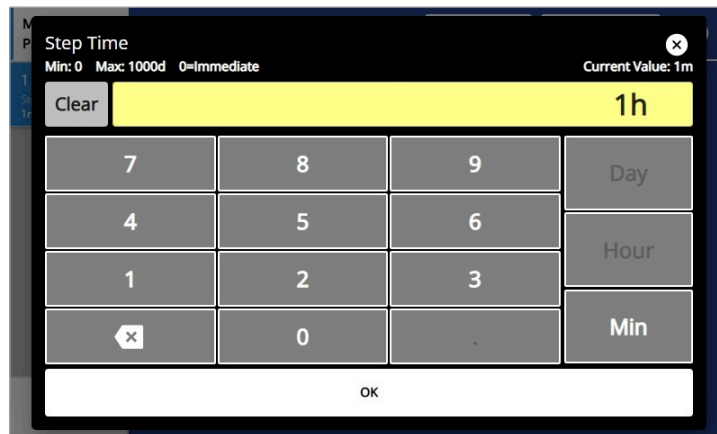 M
P
Step Time
Min: 0 Max: 1000d 0=Immediate
Current Value: 1m
Clear
1h
7
8
9
Day
4
5
6
Hour
1
2
3
0
.
Min
OK
1